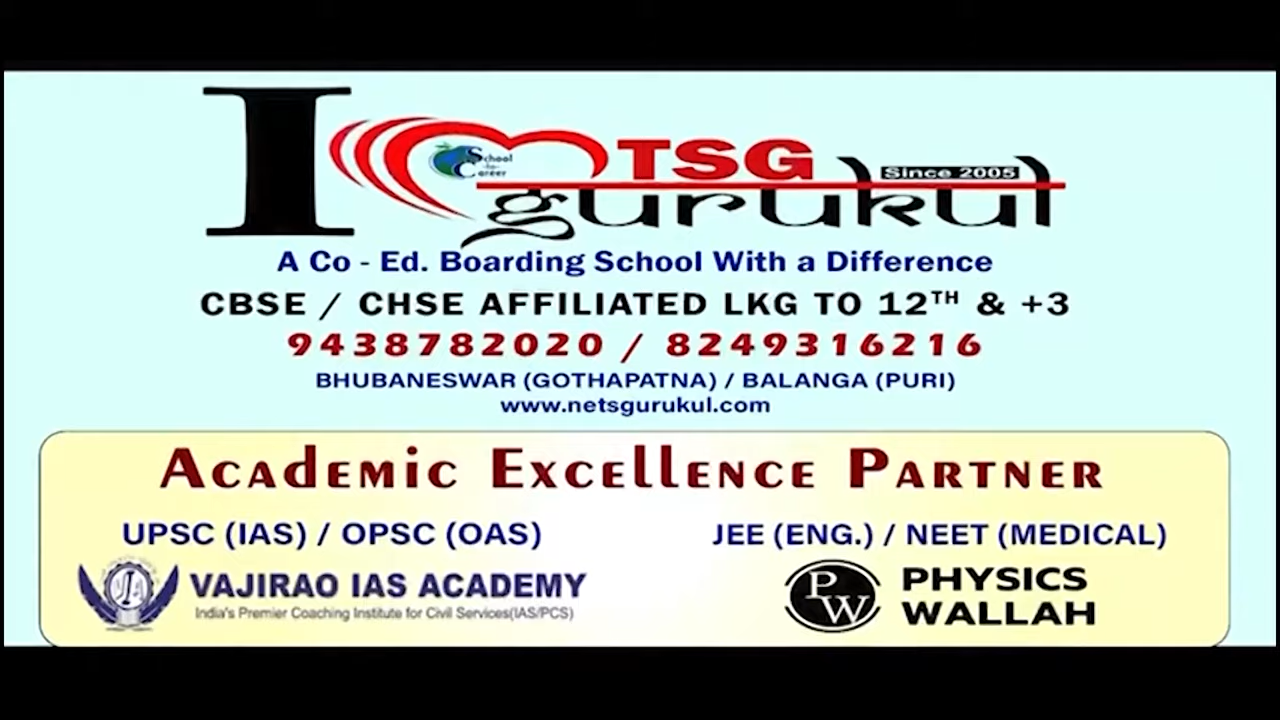 I TSG
School
to
Career
Since 2005
gurukul
A Co - Ed. Boarding School With a Difference
CBSE / CHSE AFFILIATED LKG TO 12TH & +3
9438782020 / 8249316216
BHUBANESWAR (GOTHAPATNA) / BALANGA (PURI)
www.netsgurukul.com
Academic Excellence Partner
UPSC (IAS) / OPSC (OAS)
VAJIRAO IAS ACADEMY
India's Premier Coaching Institute for Civil Services(IAS/PCS)
JEE (ENG.) / NEET (MEDICAL)
PW
PHYSICS
WALLAH